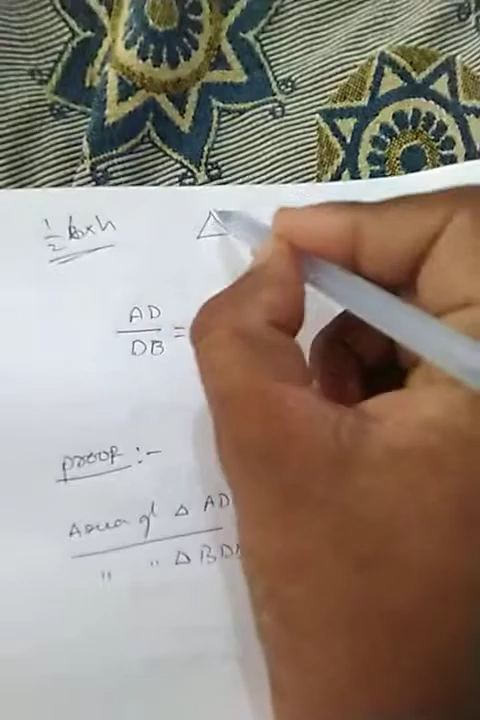 1/2 b×h
△
AD
DB =
proof :-
Area of △ AD
" " △ BD